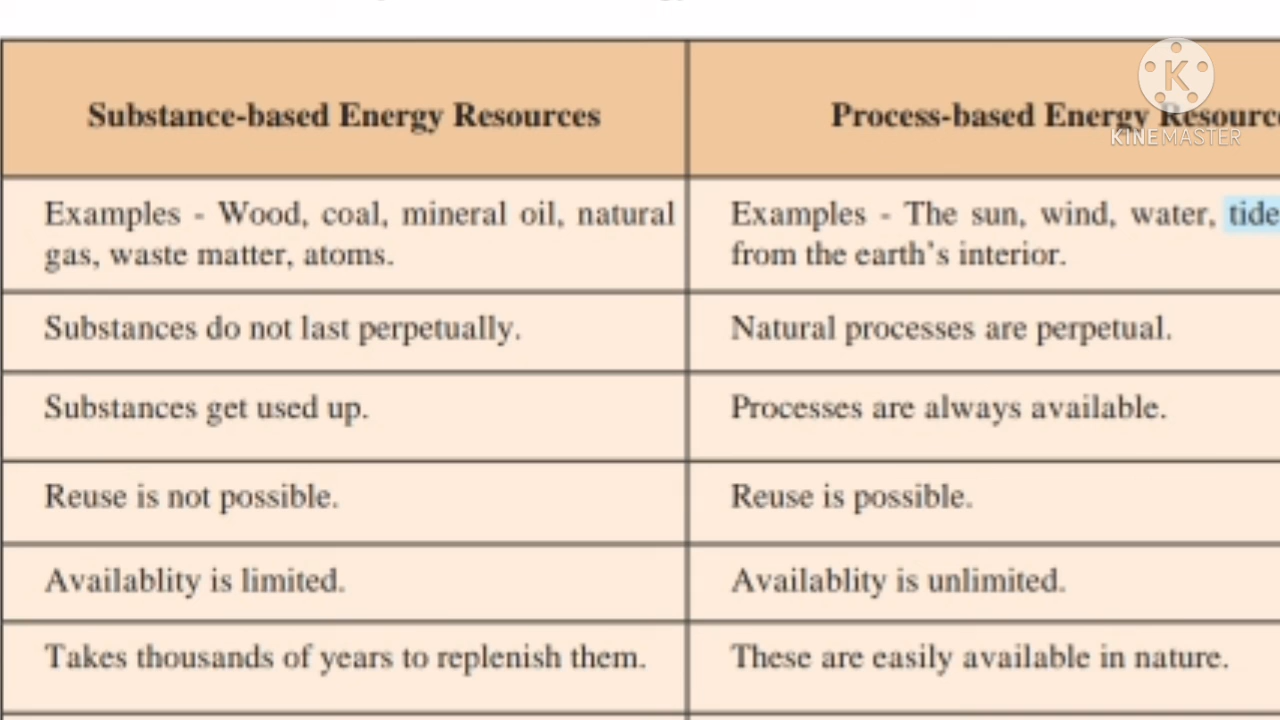 Substance-based Energy Resources
Process-based Energy
KINEMASTER
Examples - Wood, coal, mineral oil, natural
gas, waste matter, atoms.
Examples - The sun, wind, water, tide
from the earth's interior.
Substances do not last perpetually.
Natural processes are perpetual.
Substances get used up.
Processes are always available.
Reuse is not possible.
Reuse is possible.
Availablity is limited.
Availablity is unlimited.
Takes thousands of years to replenish them.
These are easily available in nature.